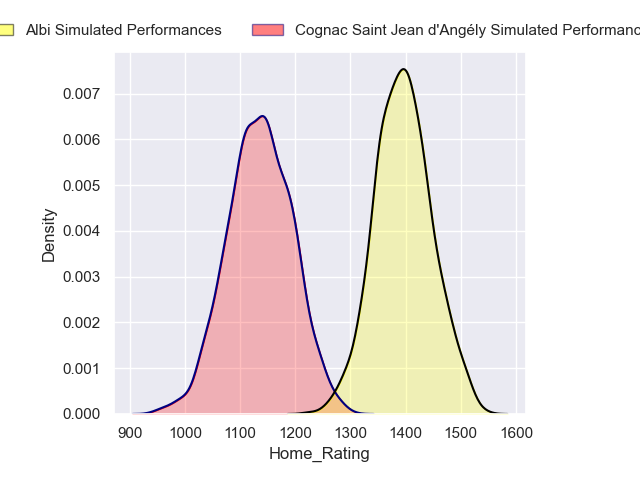 Albi Simulated Performances
Cognac Saint Jean d'Angély Simulated
0.007
0.006
0.005
0.004
0.003
0.002
0.001
0.000
Density
900 1000 1100 1200 1300 1400 1500 1600
Home_Rating